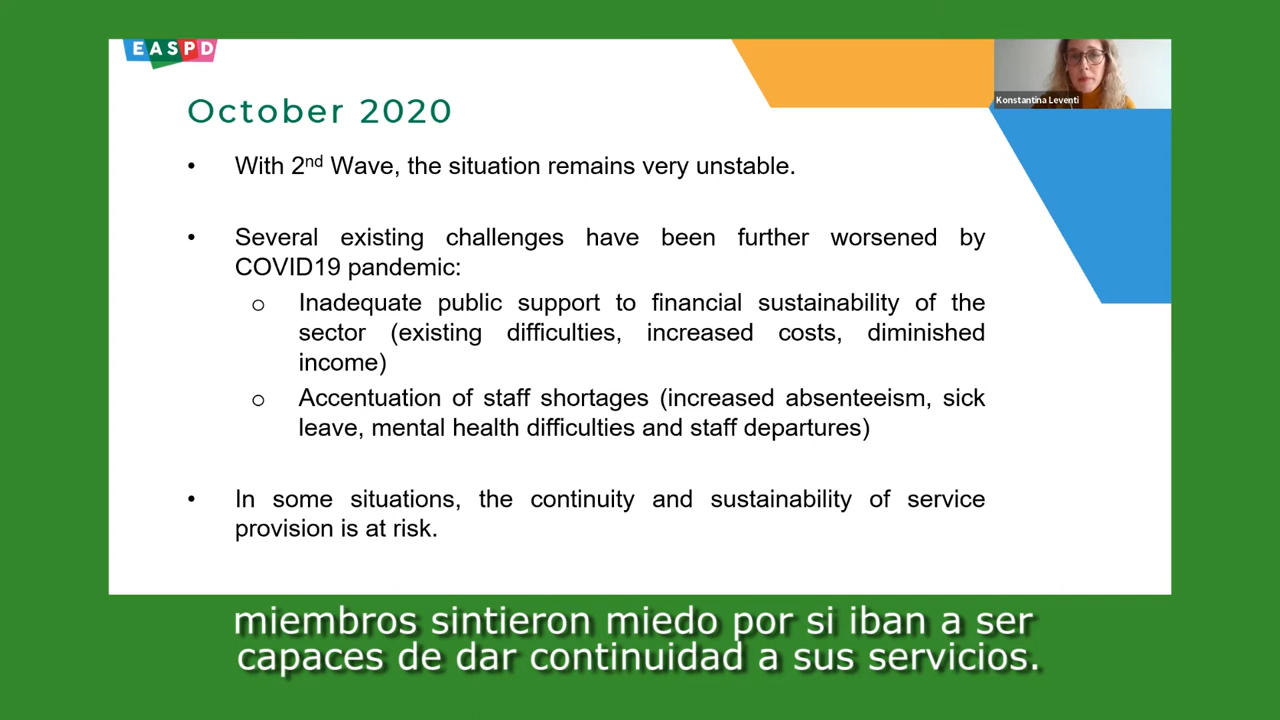 EASPD
Konstantina Leventi
October 2020
• With 2nd Wave, the situation remains very unstable.
• Several existing challenges have been further worsened by
COVID19 pandemic:
o Inadequate public support to financial sustainability of the
sector (existing difficulties, increased costs, diminished
income)
o Accentuation of staff shortages (increased absenteeism, sick
leave, mental health difficulties and staff departures)
• In some situations, the continuity and sustainability of service
provision is at risk.
miembros sintieron miedo por si iban a ser
capaces de dar continuidad a sus servicios.